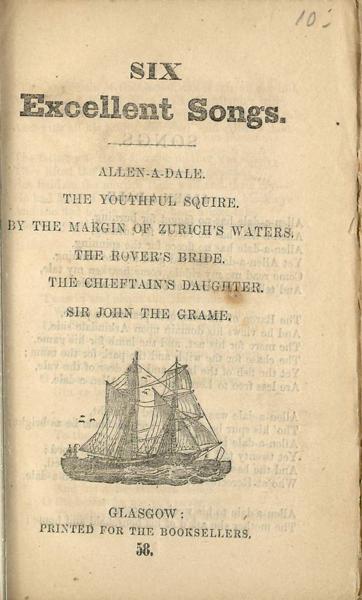 10.-
SIX
Excellent Songs.
ALLEN-A-DALE.
THE YOUTHFUL SQUIRE.
BY THE MARGIN OF ZURICH'S WATERS.
THE ROVER'S BRIDE.
THE CHIEFTAIN'S DAUGHTER.
SIR JOHN THE GRAME.
GLASGOW:
PRINTED FOR THE BOOKSELLERS.
58.